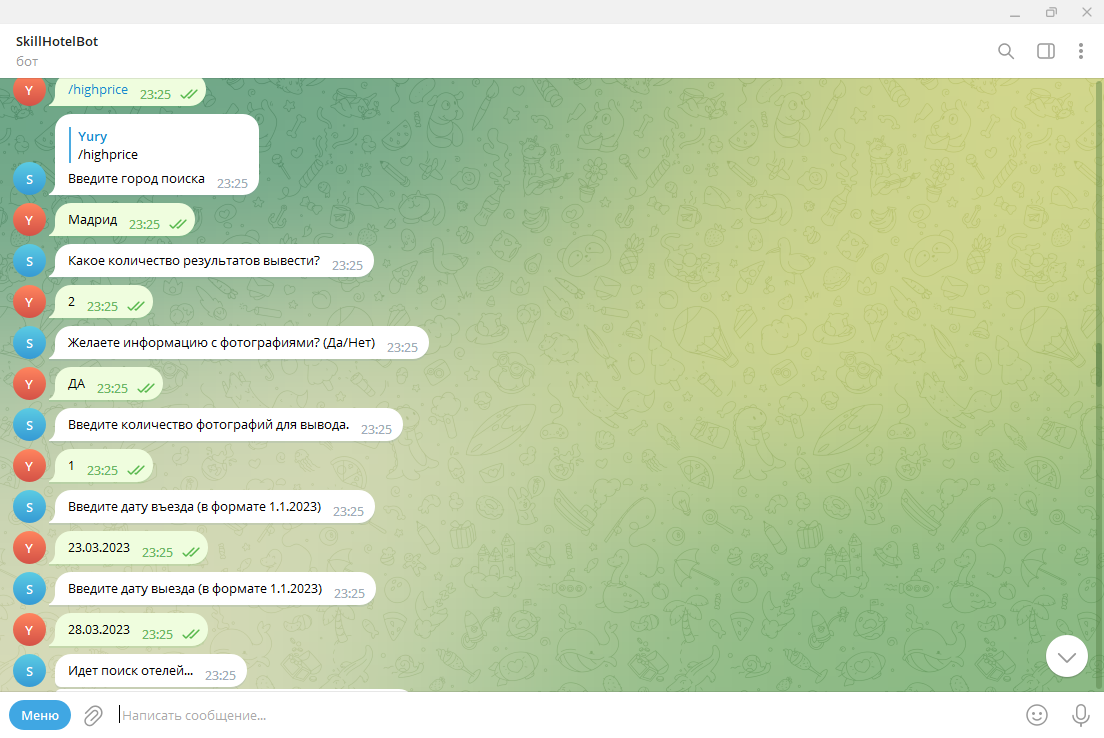 SkillHotelBot
бот
Y
/highprice 23:25
Yury
/highprice
S
Введите город поиска 23:25
Y
Мадрид 23:25
S
Какое количество результатов вывести? 23:25
Y
2 23:25
S
Желаете информацию с фотографиями? (Да/Нет) 23:25
Y
ДА 23:25
S
Введите количество фотографий для вывода. 23:25
Y
1 23:25
S
Введите дату въезда (в формате 1.1.2023) 23:25
Y
23.03.2023 23:25
S
Введите дату выезда (в формате 1.1.2023) 23:25
Y
28.03.2023 23:25
S
Идет поиск отелей... 23:25
Меню
Написать сообщение...